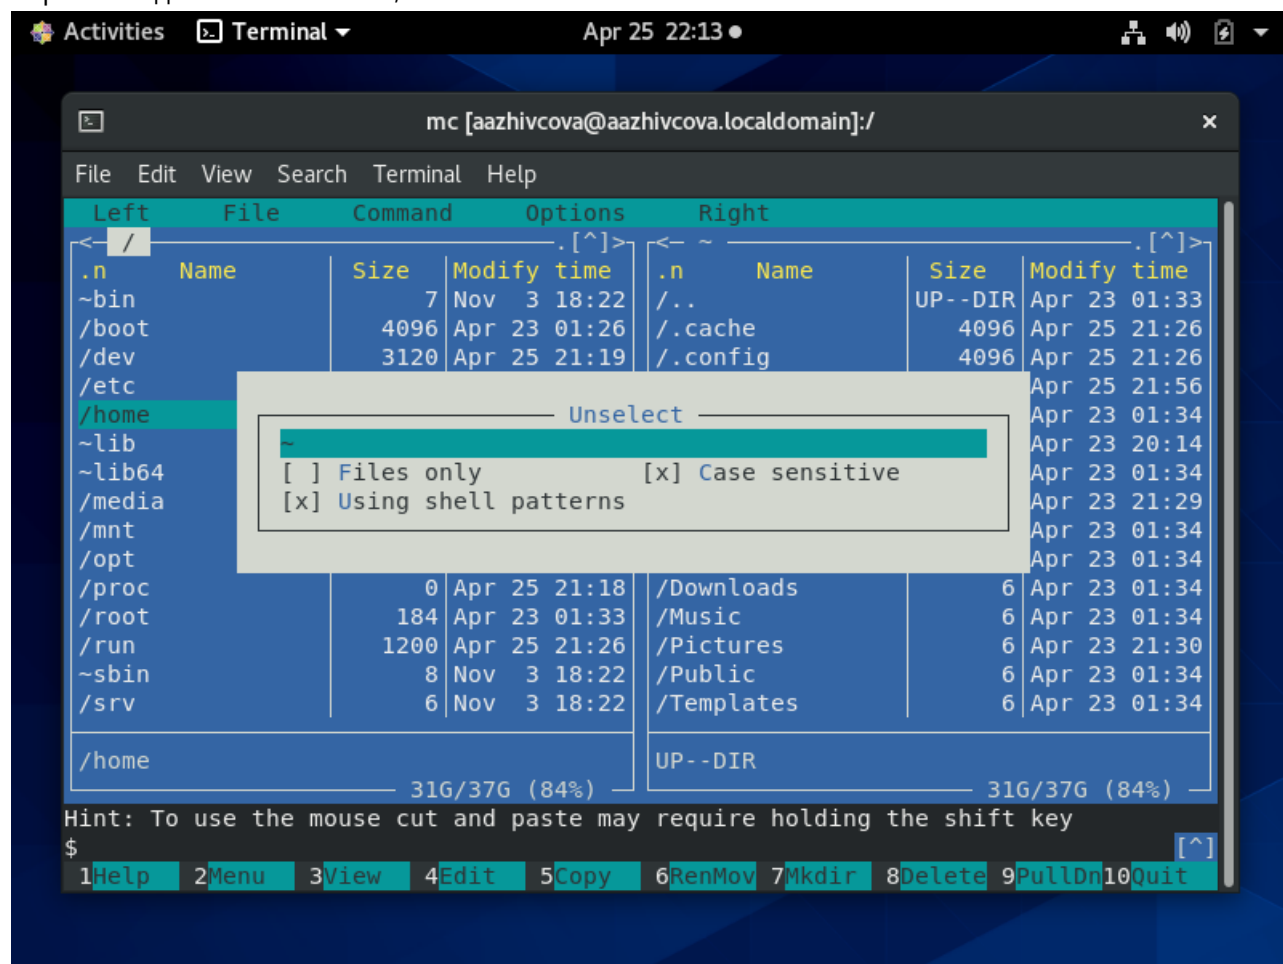 Activities Terminal Apr 25 22:13
mc [aazhivcova@aazhivcova.localdomain]:/ ×
File Edit View Search Terminal Help
Left File Command Options Right
<— / .[^]> <— ~ .[^]>
.n Name Size Modify time .n Name Size Modify time
~bin 7 Nov 3 18:22 /.. UP--DIR Apr 23 01:33
/boot 4096 Apr 23 01:26 /.cache 4096 Apr 25 21:26
/dev 3120 Apr 25 21:19 /.config 4096 Apr 25 21:26
/etc Apr 25 21:56
/home Unselect Apr 23 01:34
~lib ~ Apr 23 20:14
~lib64 [ ] Files only [x] Case sensitive Apr 23 01:34
/media [x] Using shell patterns Apr 23 21:29
/mnt Apr 23 01:34
/opt Apr 23 01:34
/proc 0 Apr 25 21:18 /Downloads 6 Apr 23 01:34
/root 184 Apr 23 01:33 /Music 6 Apr 23 01:34
/run 1200 Apr 25 21:26 /Pictures 6 Apr 23 21:30
~sbin 8 Nov 3 18:22 /Public 6 Apr 23 01:34
/srv 6 Nov 3 18:22 /Templates 6 Apr 23 01:34
/home UP--DIR
31G/37G (84%) 31G/37G (84%)
Hint: To use the mouse cut and paste may require holding the shift key
$ [^]
1Help 2Menu 3View 4Edit 5Copy 6RenMov 7Mkdir 8Delete 9PullDn 10Quit